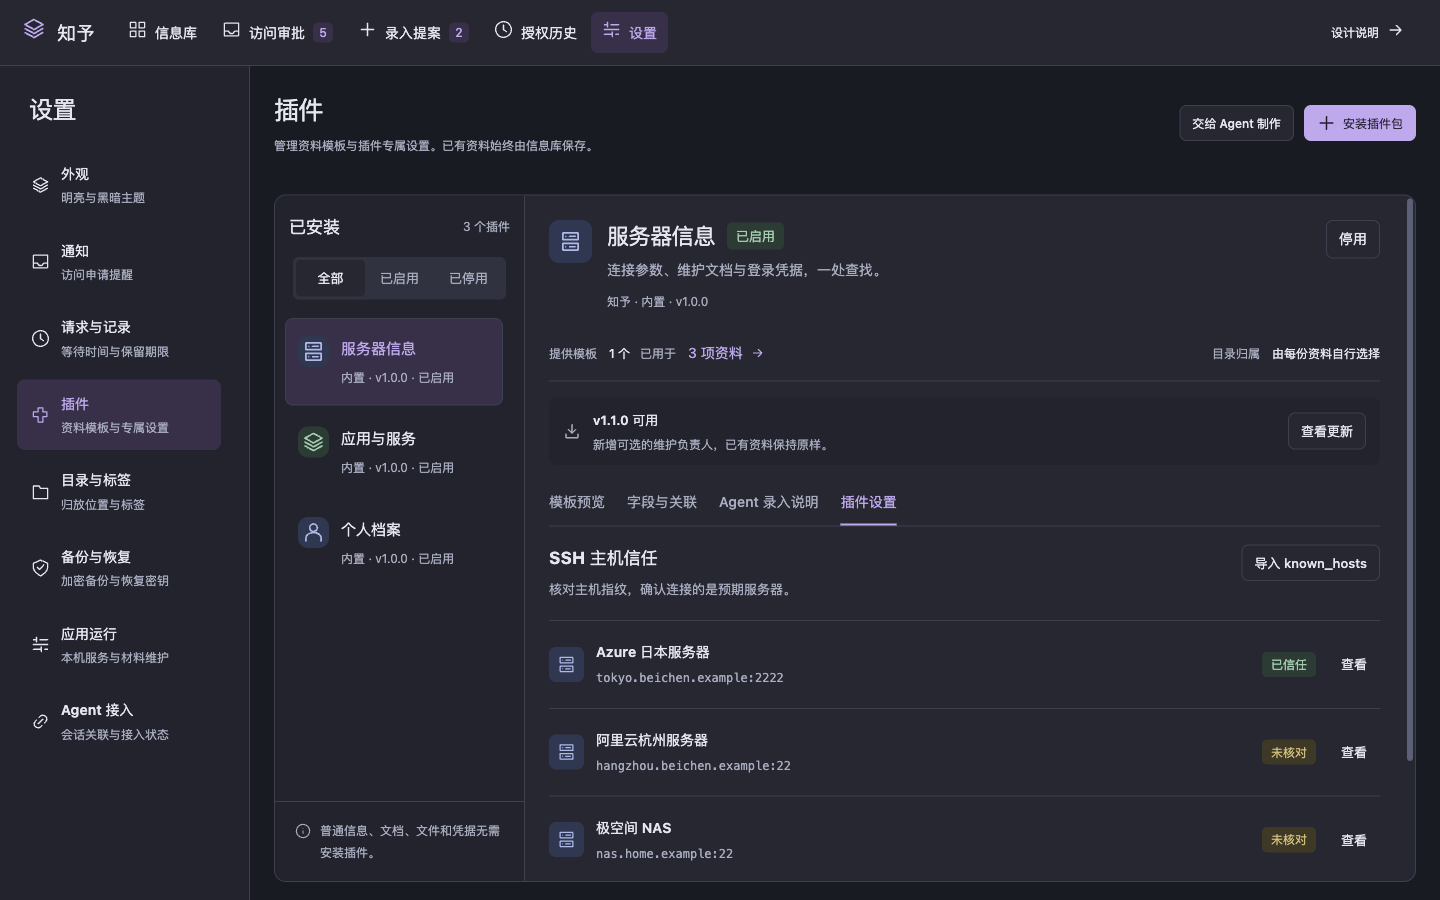 知予
信息库
访问审批 5
录入提案 2
授权历史
设置
设计说明
设置
外观
明亮与黑暗主题
通知
访问申请提醒
请求与记录
等待时间与保留期限
插件
资料模板与专属设置
目录与标签
归放位置与标签
备份与恢复
加密备份与恢复密钥
应用运行
本机服务与材料维护
Agent 接入
会话关联与接入状态
插件
管理资料模板与插件专属设置。已有资料始终由信息库保存。
交给 Agent 制作
安装插件包
已安装
3 个插件
全部
已启用
已停用
服务器信息
内置 · v1.0.0 · 已启用
应用与服务
内置 · v1.0.0 · 已启用
个人档案
内置 · v1.0.0 · 已启用
普通信息、文档、文件和凭据无需
安装插件。
服务器信息
已启用
停用
连接参数、维护文档与登录凭据，一处查找。
知予 · 内置 · v1.0.0
提供模板 1 个 已用于 3 项资料
目录归属 由每份资料自行选择
v1.1.0 可用
新增可选的维护负责人，已有资料保持原样。
查看更新
模板预览
字段与关联
Agent 录入说明
插件设置
SSH 主机信任
核对主机指纹，确认连接的是预期服务器。
导入 known_hosts
Azure 日本服务器
tokyo.beichen.example:2222
已信任
查看
阿里云杭州服务器
hangzhou.beichen.example:22
未核对
查看
极空间 NAS
nas.home.example:22
未核对
查看